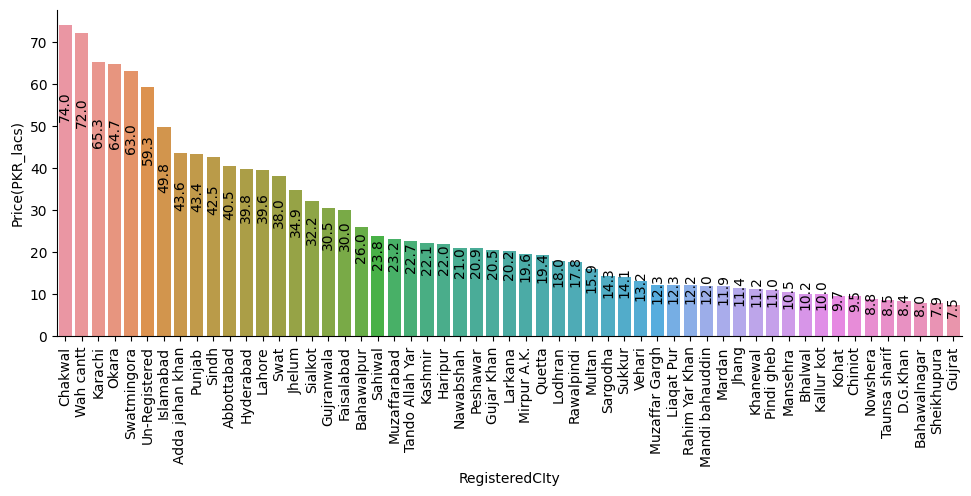 Price(PKR_lacs)
70
60
50
40
30
20
10
0
74.0
72.0
65.3
64.7
63.0
59.3
49.8
43.6
43.4
42.5
40.5
39.8
39.6
38.0
34.9
32.2
30.5
30.0
26.0
23.8
23.2
22.7
22.1
22.0
21.0
20.9
20.5
20.2
19.6
19.4
18.0
17.8
15.9
14.3
14.1
13.2
12.3
12.3
12.2
12.0
11.9
11.4
11.2
11.0
10.5
10.2
10.0
9.7
9.5
8.8
8.5
8.4
8.0
7.9
7.5
Chakwal
Wah cantt
Karachi
Okara
Swatmingora
Un-Registered
Islamabad
Adda jahan khan
Punjab
Sindh
Abbottabad
Hyderabad
Lahore
Swat
Jhelum
Sialkot
Gujranwala
Faisalabad
Bahawalpur
Sahiwal
Muzaffarabad
Tando Allah Yar
Kashmir
Haripur
Nawabshah
Peshawar
Gujar Khan
Larkana
Mirpur A.K.
Quetta
Lodhran
Rawalpindi
Multan
Sargodha
Sukkur
Vehari
Muzaffar Gargh
Liaqat Pur
Rahim Yar Khan
Mandi bahauddin
Mardan
Jhang
Khanewal
Pindi gheb
Mansehra
Bhalwal
Kallur kot
Kohat
Chiniot
Nowshera
Taunsa sharif
D.G.Khan
Bahawalnagar
Sheikhupura
Gujrat
RegisteredCIty